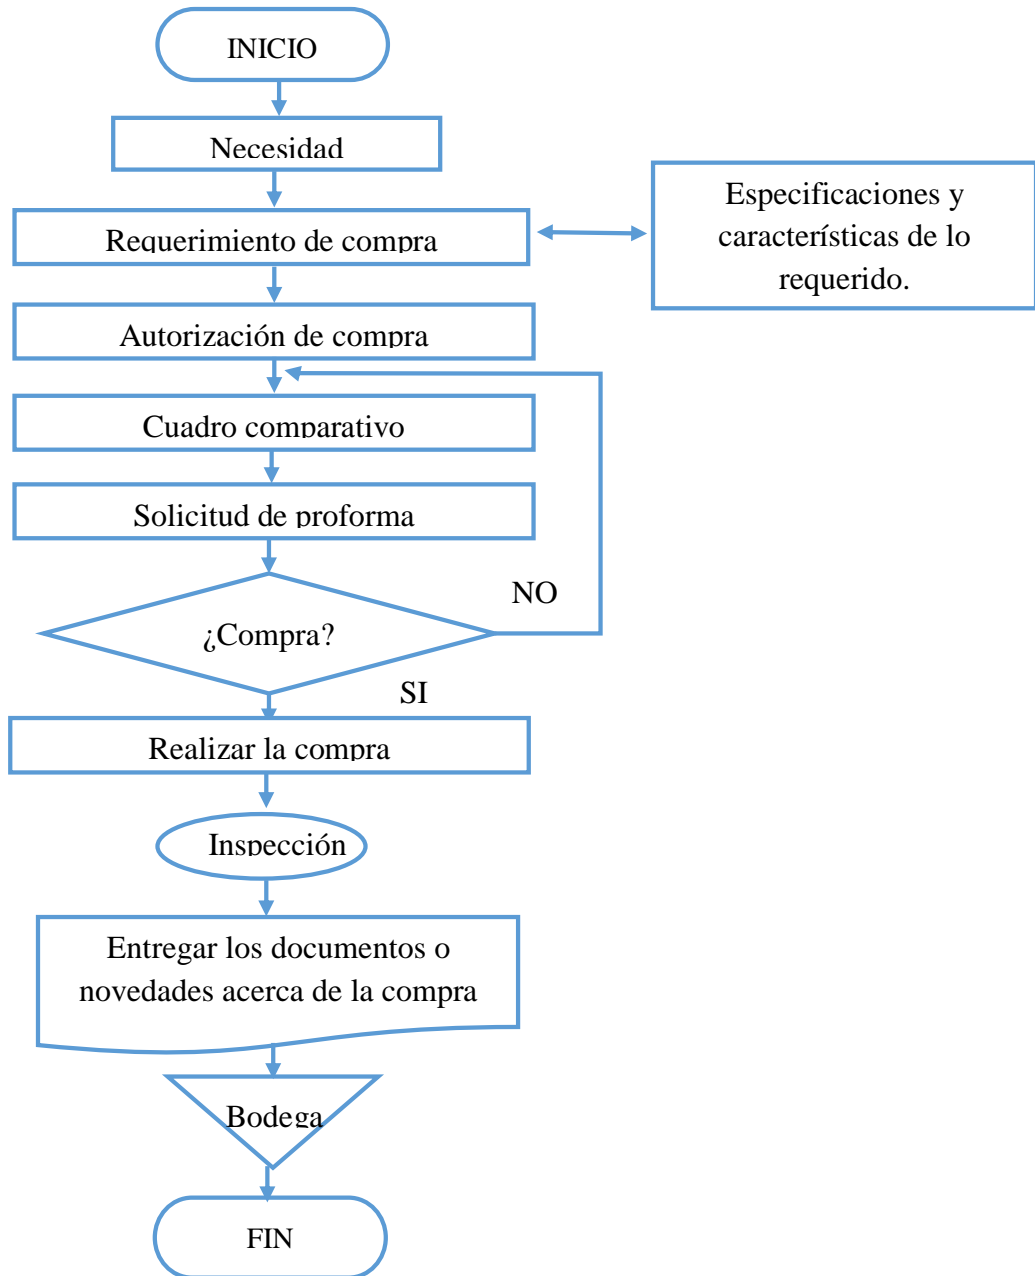 INICIO
Necesidad
Requerimiento de compra
Especificaciones y
características de lo
requerido.
Autorización de compra
Cuadro comparativo
Solicitud de proforma
NO
¿Compra?
SI
Realizar la compra
Inspección
Entregar los documentos o
novedades acerca de la compra
Bodega
FIN